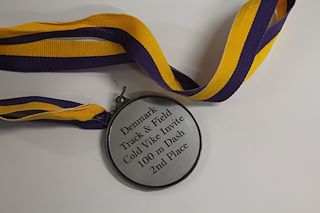 Denmark
Track & Field
Cold Vike Invite
100 m Dash
2nd Place